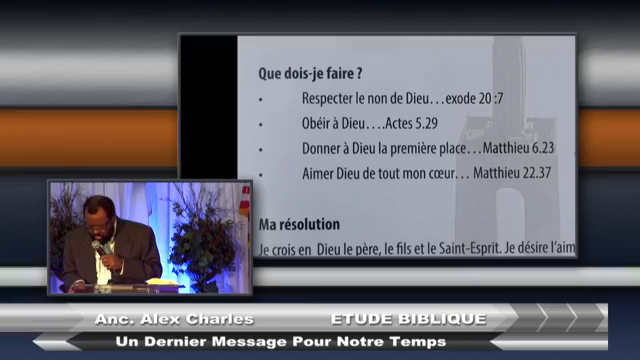 Que dois-je faire ?
• Respecter le non de Dieu…exode 20 :7
• Obéir à Dieu….Actes 5.29
• Donner à Dieu la première place…Matthieu 6.23
• Aimer Dieu de tout mon cœur… Matthieu 22.37
Ma résolution
Je crois en Dieu le père, le fils et le Saint-Esprit. Je désire l'aim
Anc. Alex Charles ETUDE BIBLIQUE
Un Dernier Message Pour Notre Temps